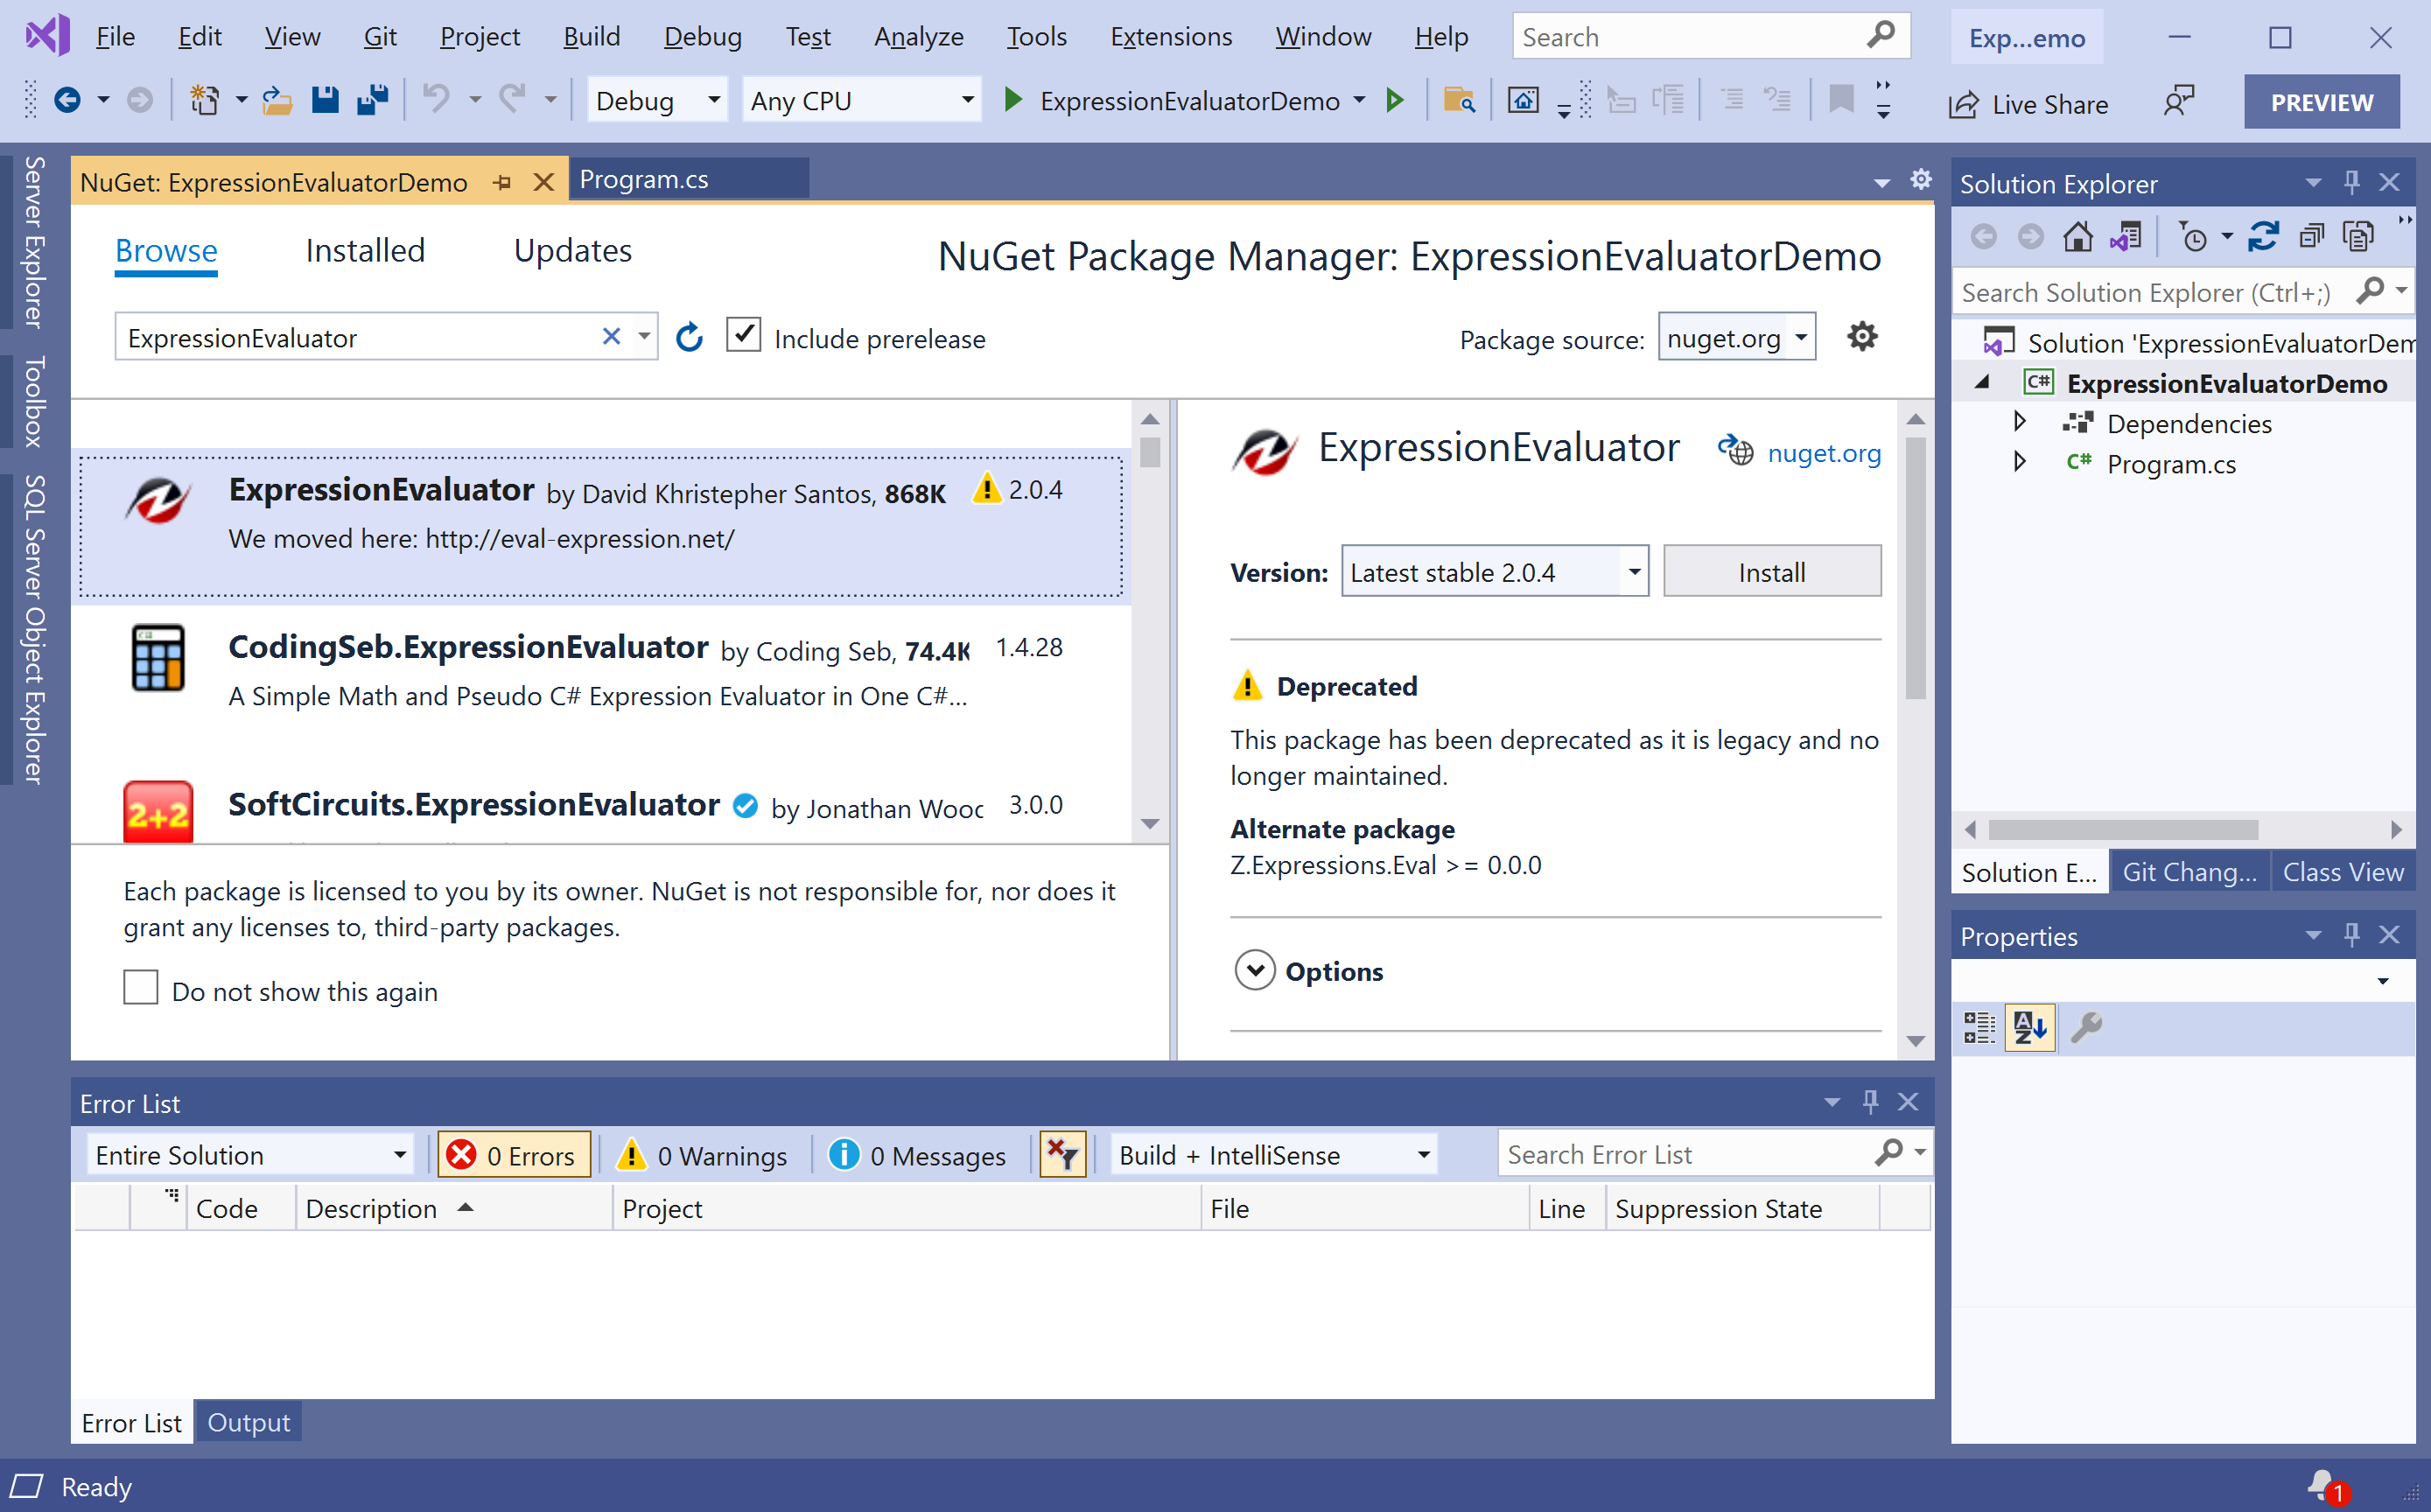 File Edit View Git Project Build Debug Test Analyze Tools Extensions Window Help Search Exp...emo
Debug Any CPU ExpressionEvaluatorDemo Live Share PREVIEW
Server Explorer
Toolbox
SQL Server Object Explorer
NuGet: ExpressionEvaluatorDemo Program.cs
Browse Installed Updates NuGet Package Manager: ExpressionEvaluatorDemo
ExpressionEvaluator Include prerelease Package source: nuget.org
ExpressionEvaluator by David Khristepher Santos, 868K 2.0.4
We moved here: http://eval-expression.net/
CodingSeb.ExpressionEvaluator by Coding Seb, 74.4K 1.4.28
A Simple Math and Pseudo C# Expression Evaluator in One C#...
2+2
SoftCircuits.ExpressionEvaluator by Jonathan Wood 3.0.0
Each package is licensed to you by its owner. NuGet is not responsible for, nor does it
grant any licenses to, third-party packages.
Do not show this again
ExpressionEvaluator nuget.org
Version: Latest stable 2.0.4 Install
Deprecated
This package has been deprecated as it is legacy and no
longer maintained.
Alternate package
Z.Expressions.Eval >= 0.0.0
Options
Solution Explorer
Search Solution Explorer (Ctrl+;)
Solution 'ExpressionEvaluatorDem
C# ExpressionEvaluatorDemo
Dependencies
C# Program.cs
Solution E... Git Chang... Class View
Properties
Error List
Entire Solution 0 Errors 0 Warnings 0 Messages Build + IntelliSense Search Error List
Code Description Project File Line Suppression State
Error List Output
Ready 1